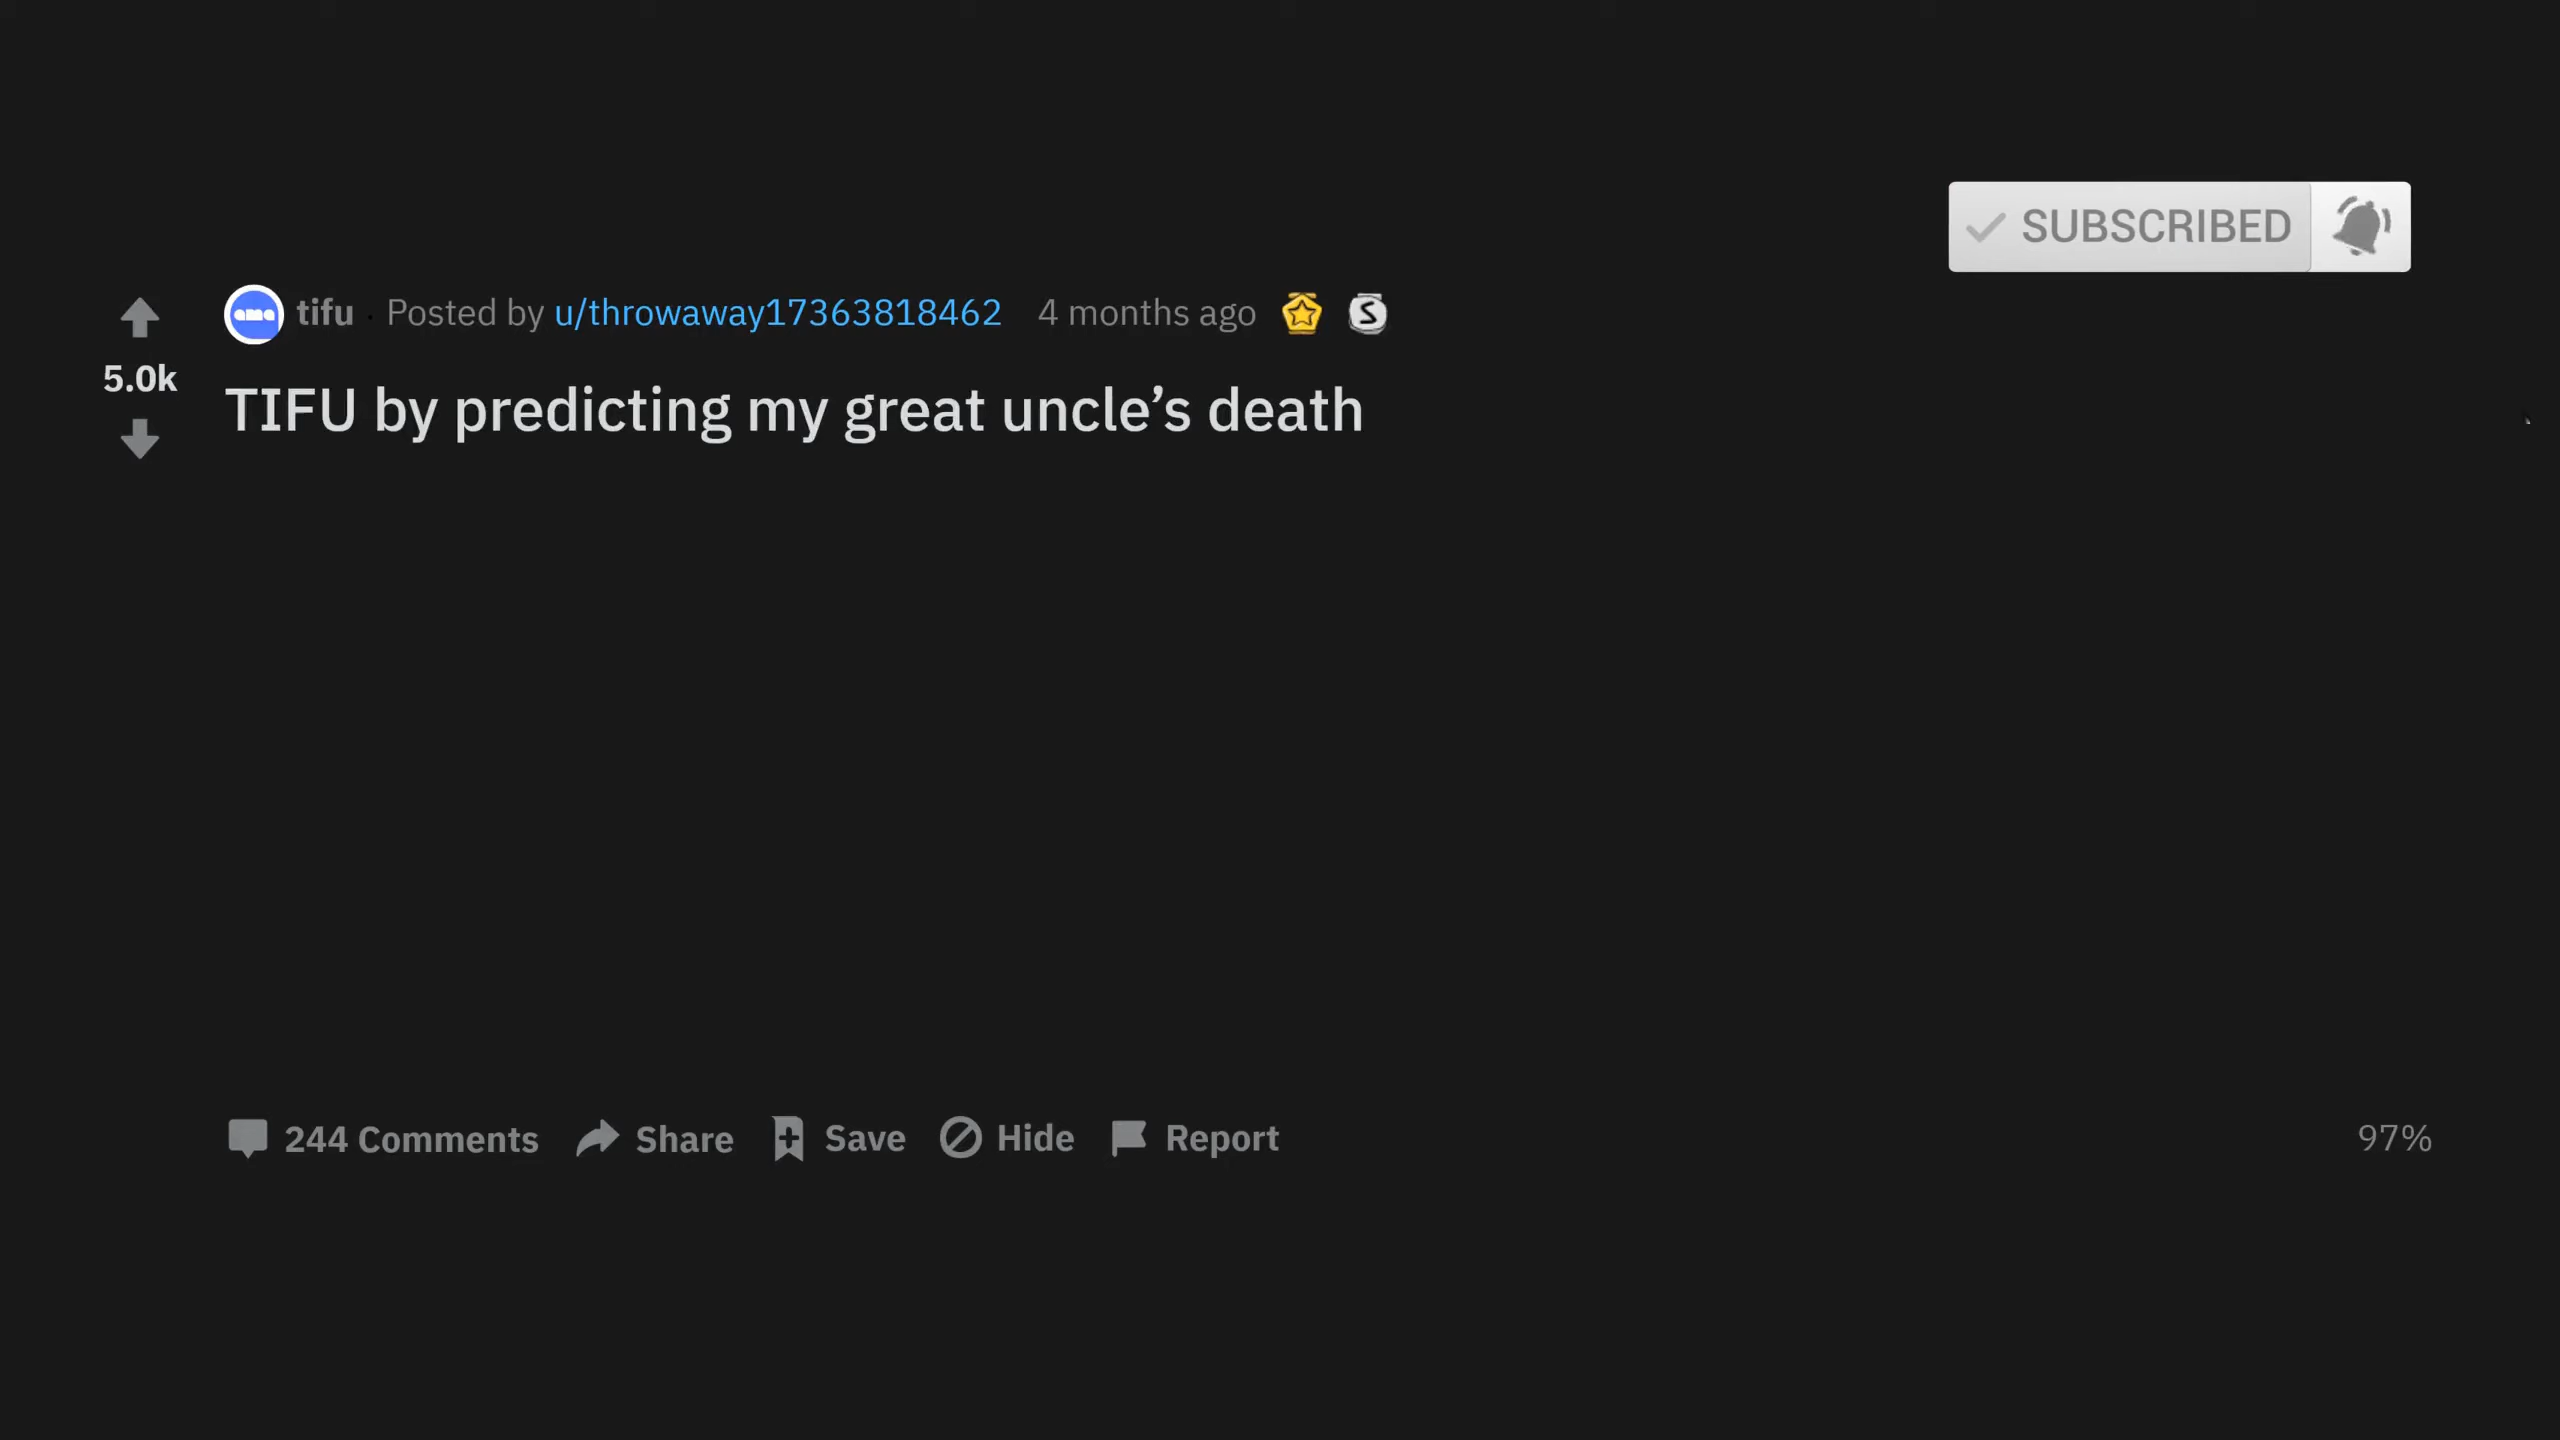 SUBSCRIBED
ama tifu · Posted by u/throwaway17363818462 4 months ago S
5.0k
TIFU by predicting my great uncle’s death
244 Comments Share Save Hide Report 97%